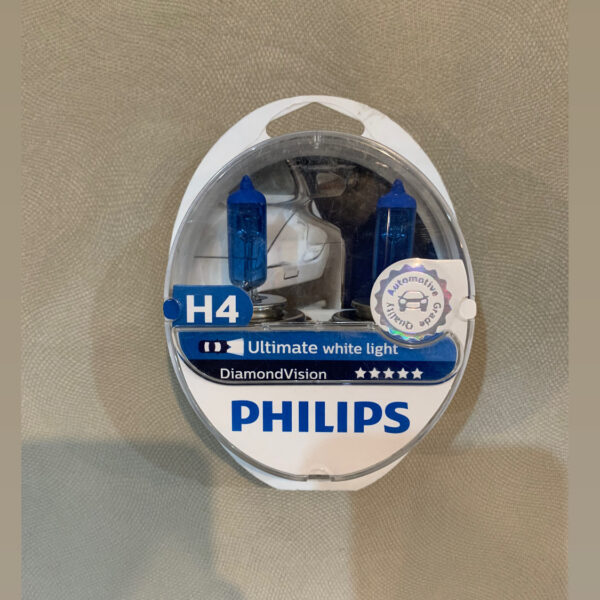 Automotive Grade Quality
H4
Ultimate white light
DiamondVision
PHILIPS